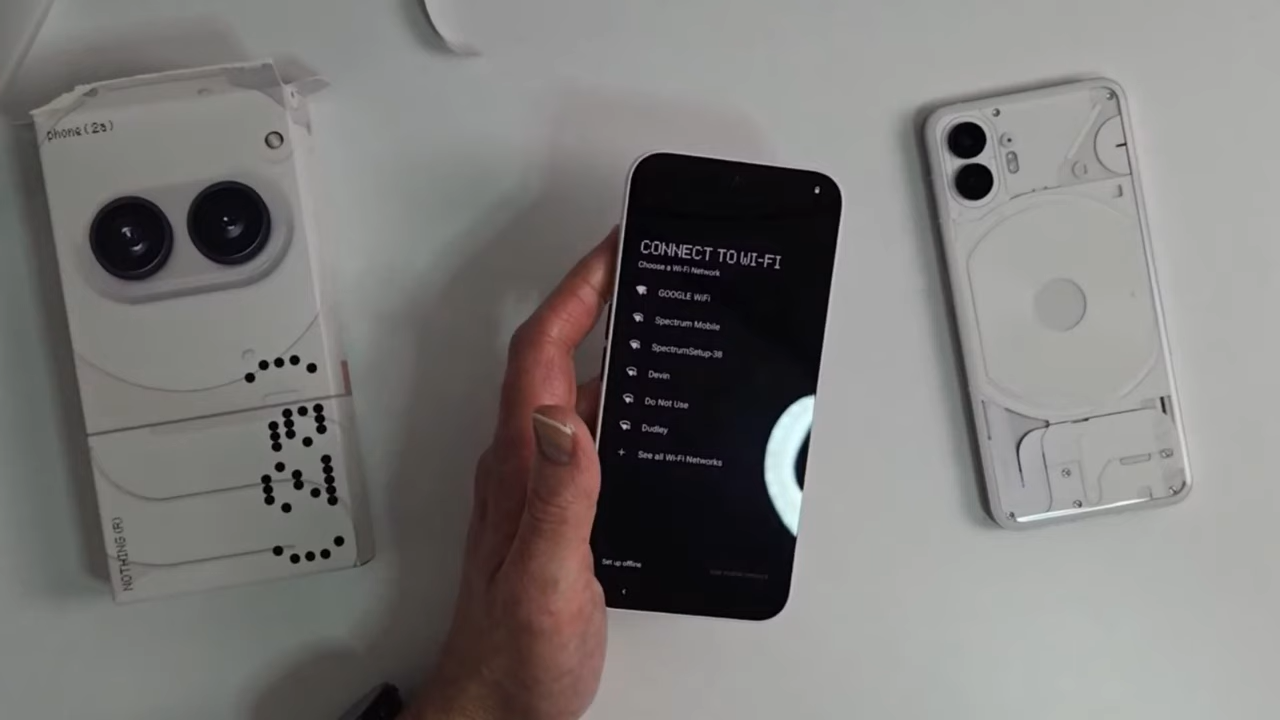 phone(2a)
(2a)
NOTHING(R)
CONNECT TO WI-FI
Choose a Wi-Fi Network
GOOGLE WiFi
Spectrum Mobile
SpectrumSetup-38
Devin
Do Not Use
Dudley
See all Wi-Fi Networks
Set up offline